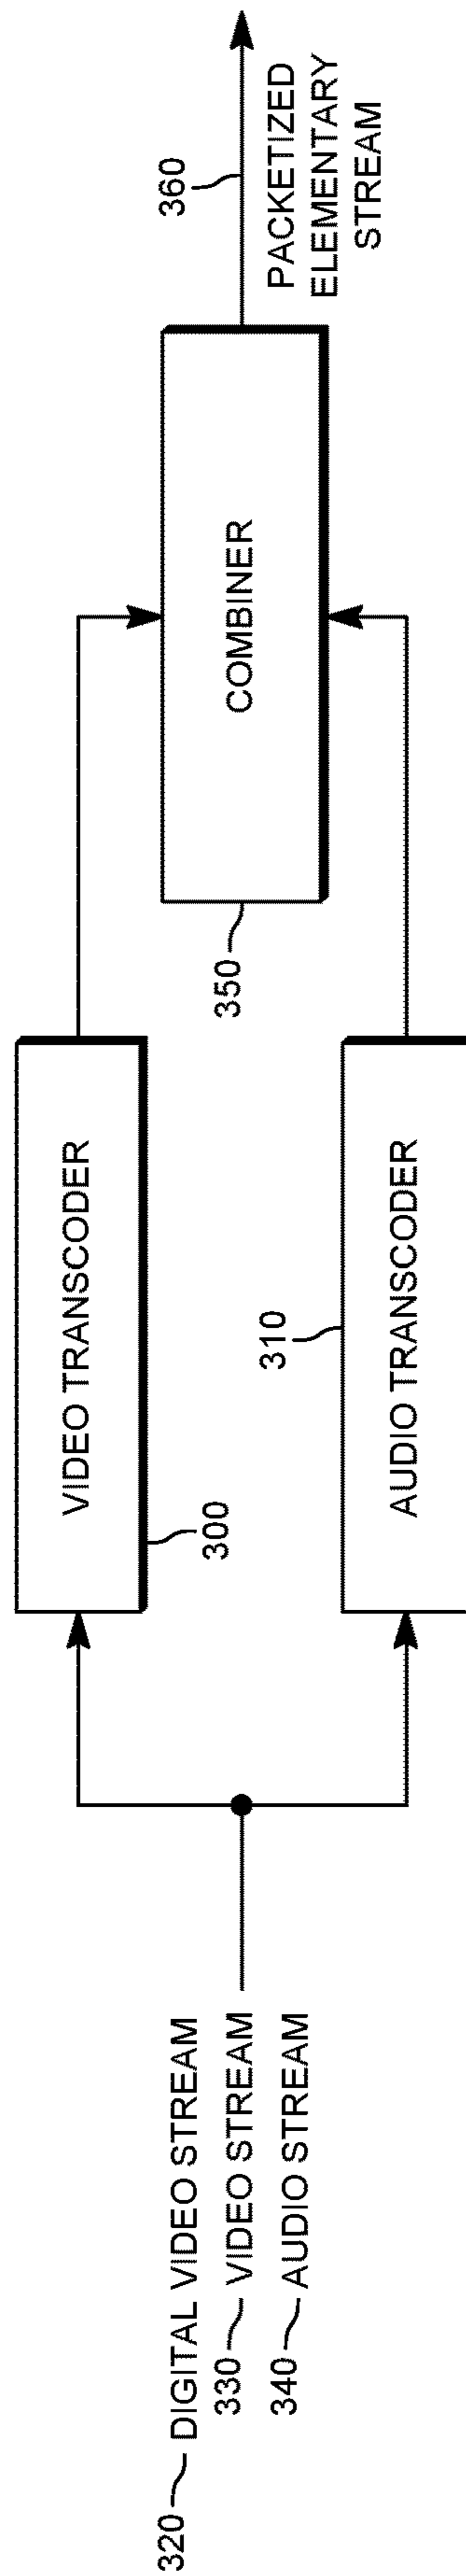 320 DIGITAL VIDEO STREAM
330 VIDEO STREAM
340 AUDIO STREAM
VIDEO TRANSCODER
300
310
AUDIO TRANSCODER
350
COMBINER
360
PACKETIZED
ELEMENTARY
STREAM